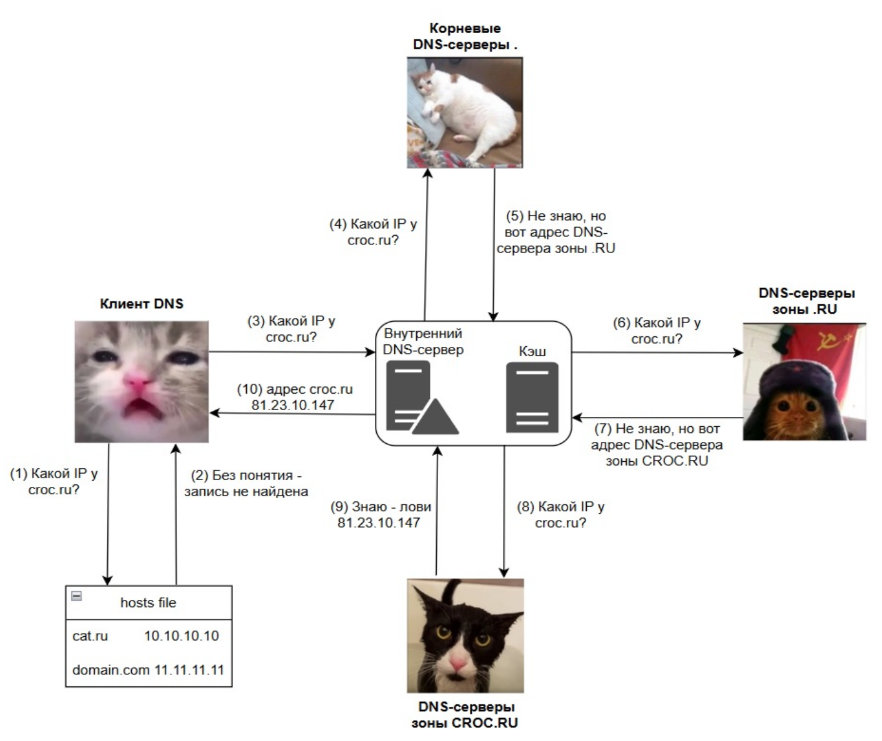 Корневые
DNS-серверы .
(4) Какой IP у
croc.ru?
(5) Не знаю, но
вот адрес DNS-
сервера зоны .RU
DNS-серверы
зоны .RU
Клиент DNS
(3) Какой IP у
croc.ru?
Внутренний
DNS-сервер
Кэш
(6) Какой IP у
croc.ru?
(10) адрес croc.ru
81.23.10.147
(7) Не знаю, но вот
адрес DNS-сервера
зоны CROC.RU
(1) Какой IP у
croc.ru?
(2) Без понятия -
запись не найдена
(9) Знаю - лови
81.23.10.147
(8) Какой IP у
croc.ru?
hosts file
cat.ru 10.10.10.10
domain.com 11.11.11.11
DNS-серверы
зоны CROC.RU